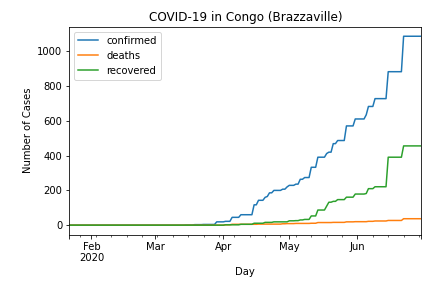 COVID-19 in Congo (Brazzaville)
confirmed
deaths
recovered
Number of Cases
1000
800
600
400
200
0
Feb Mar Apr May Jun
2020
Day